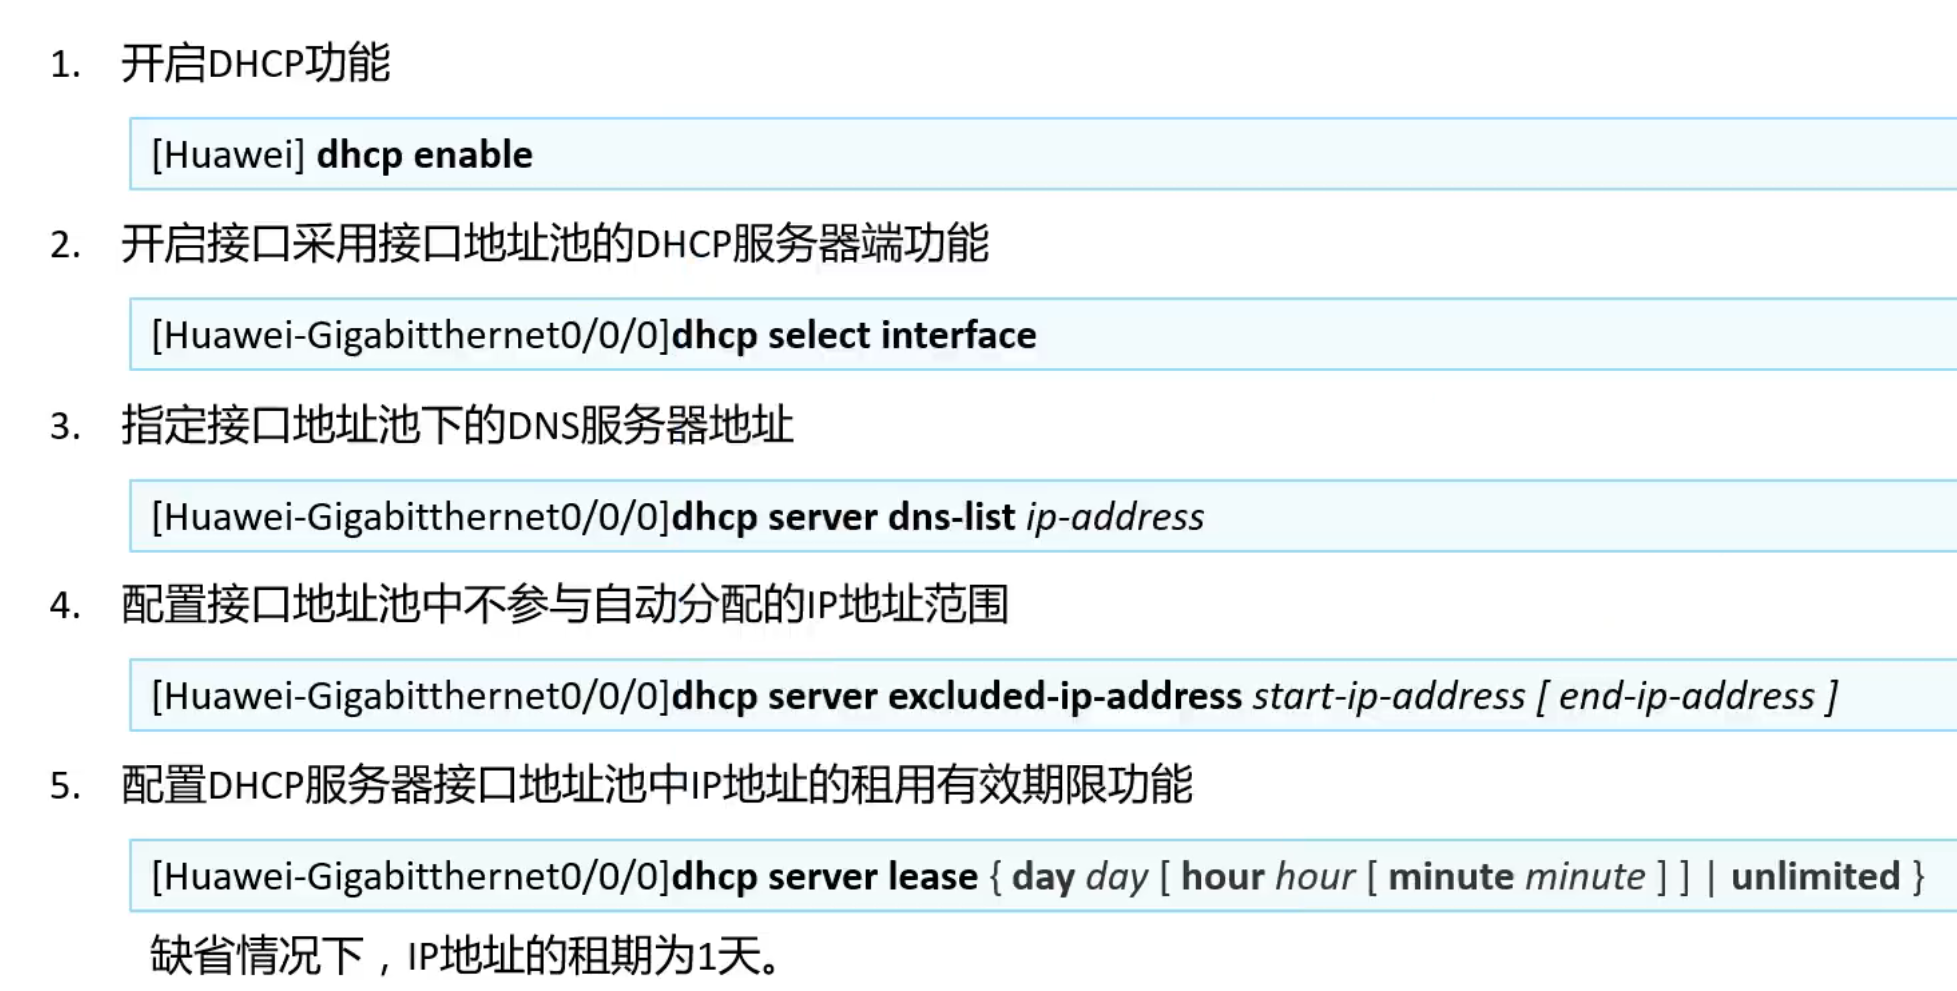 1. 开启DHCP功能
[Huawei] dhcp enable
2. 开启接口采用接口地址池的DHCP服务器端功能
[Huawei-Gigabitthernet0/0/0]dhcp select interface
3. 指定接口地址池下的DNS服务器地址
[Huawei-Gigabitthernet0/0/0]dhcp server dns-list ip-address
4. 配置接口地址池中不参与自动分配的IP地址范围
[Huawei-Gigabitthernet0/0/0]dhcp server excluded-ip-address start-ip-address [ end-ip-address ]
5. 配置DHCP服务器接口地址池中IP地址的租用有效期限功能
[Huawei-Gigabitthernet0/0/0]dhcp server lease { day day [ hour hour [ minute minute ] ] | unlimited }
缺省情况下，IP地址的租期为1天。